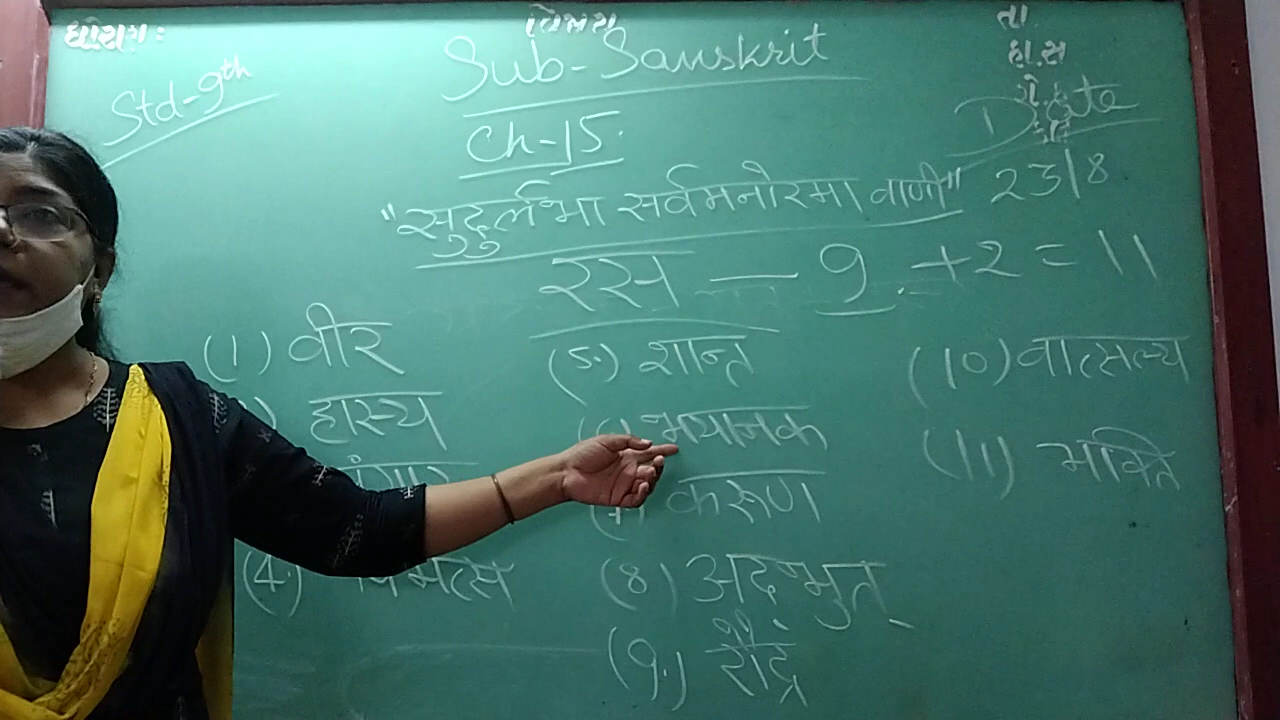 ધોરણ :
વિષય
તા.
હા.સ
ગે.હ
Std-9th
Sub-Sanskrit
Date
Ch-15.
"सुदुर्लभा सर्वमनोरमा वाणी" 23/8
रस — 9 + 2 = 11
(1) वीर
हास्य
(4.)
(5.) शान्त
भयानक
करुण
(8) अद्भुत
(9.) रौद्र
(10) वात्सल्य
(11) भक्ति